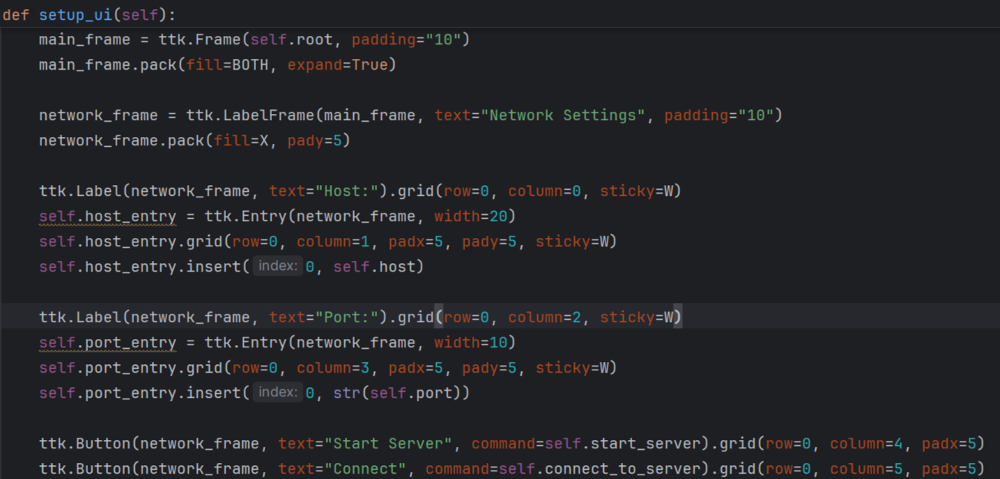 def setup_ui(self):
    main_frame = ttk.Frame(self.root, padding="10")
    main_frame.pack(fill=BOTH, expand=True)

    network_frame = ttk.LabelFrame(main_frame, text="Network Settings", padding="10")
    network_frame.pack(fill=X, pady=5)

    ttk.Label(network_frame, text="Host:").grid(row=0, column=0, sticky=W)
    self.host_entry = ttk.Entry(network_frame, width=20)
    self.host_entry.grid(row=0, column=1, padx=5, pady=5, sticky=W)
    self.host_entry.insert( index: 0, self.host)

    ttk.Label(network_frame, text="Port:").grid(row=0, column=2, sticky=W)
    self.port_entry = ttk.Entry(network_frame, width=10)
    self.port_entry.grid(row=0, column=3, padx=5, pady=5, sticky=W)
    self.port_entry.insert( index: 0, str(self.port))

    ttk.Button(network_frame, text="Start Server", command=self.start_server).grid(row=0, column=4, padx=5)
    ttk.Button(network_frame, text="Connect", command=self.connect_to_server).grid(row=0, column=5, padx=5)